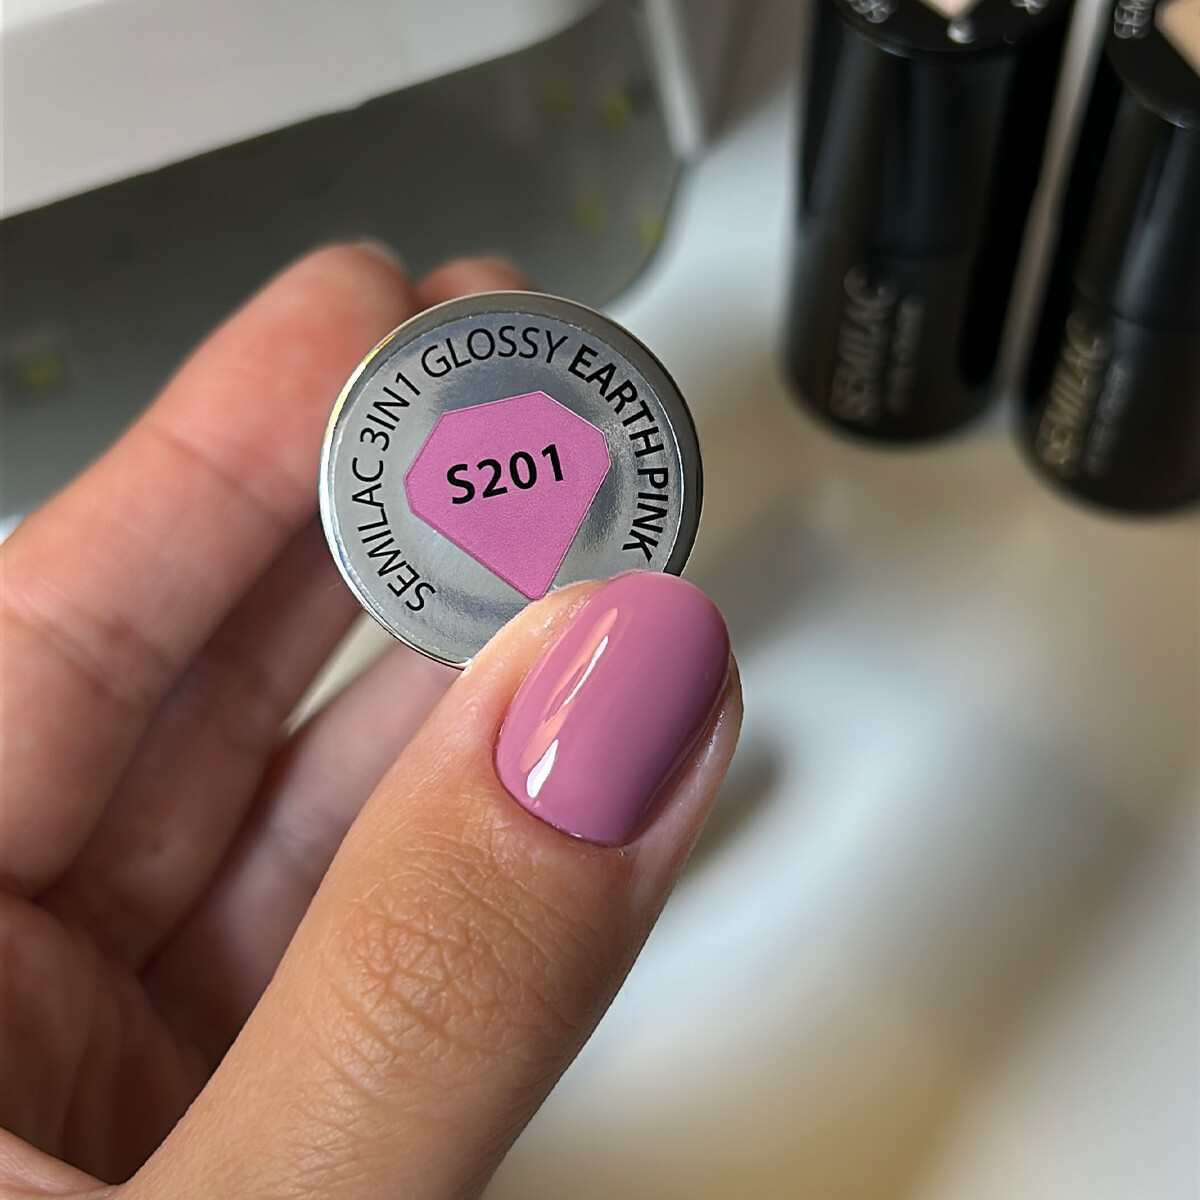 SEMILAC 3IN1 GLOSSY EARTH PINK
S201
SEMILAC
SEMILAC